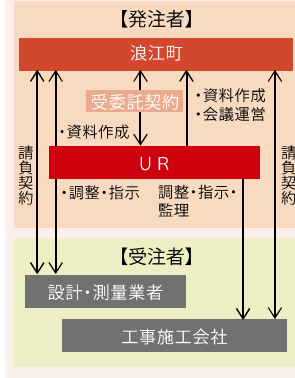 【発注者】
浪江町
受委託契約
・資料作成
・会議運営
・資料作成
請負契約
請負契約
UR
・調整・指示
調整・指示・
監理
【受注者】
設計・測量業者
工事施工会社